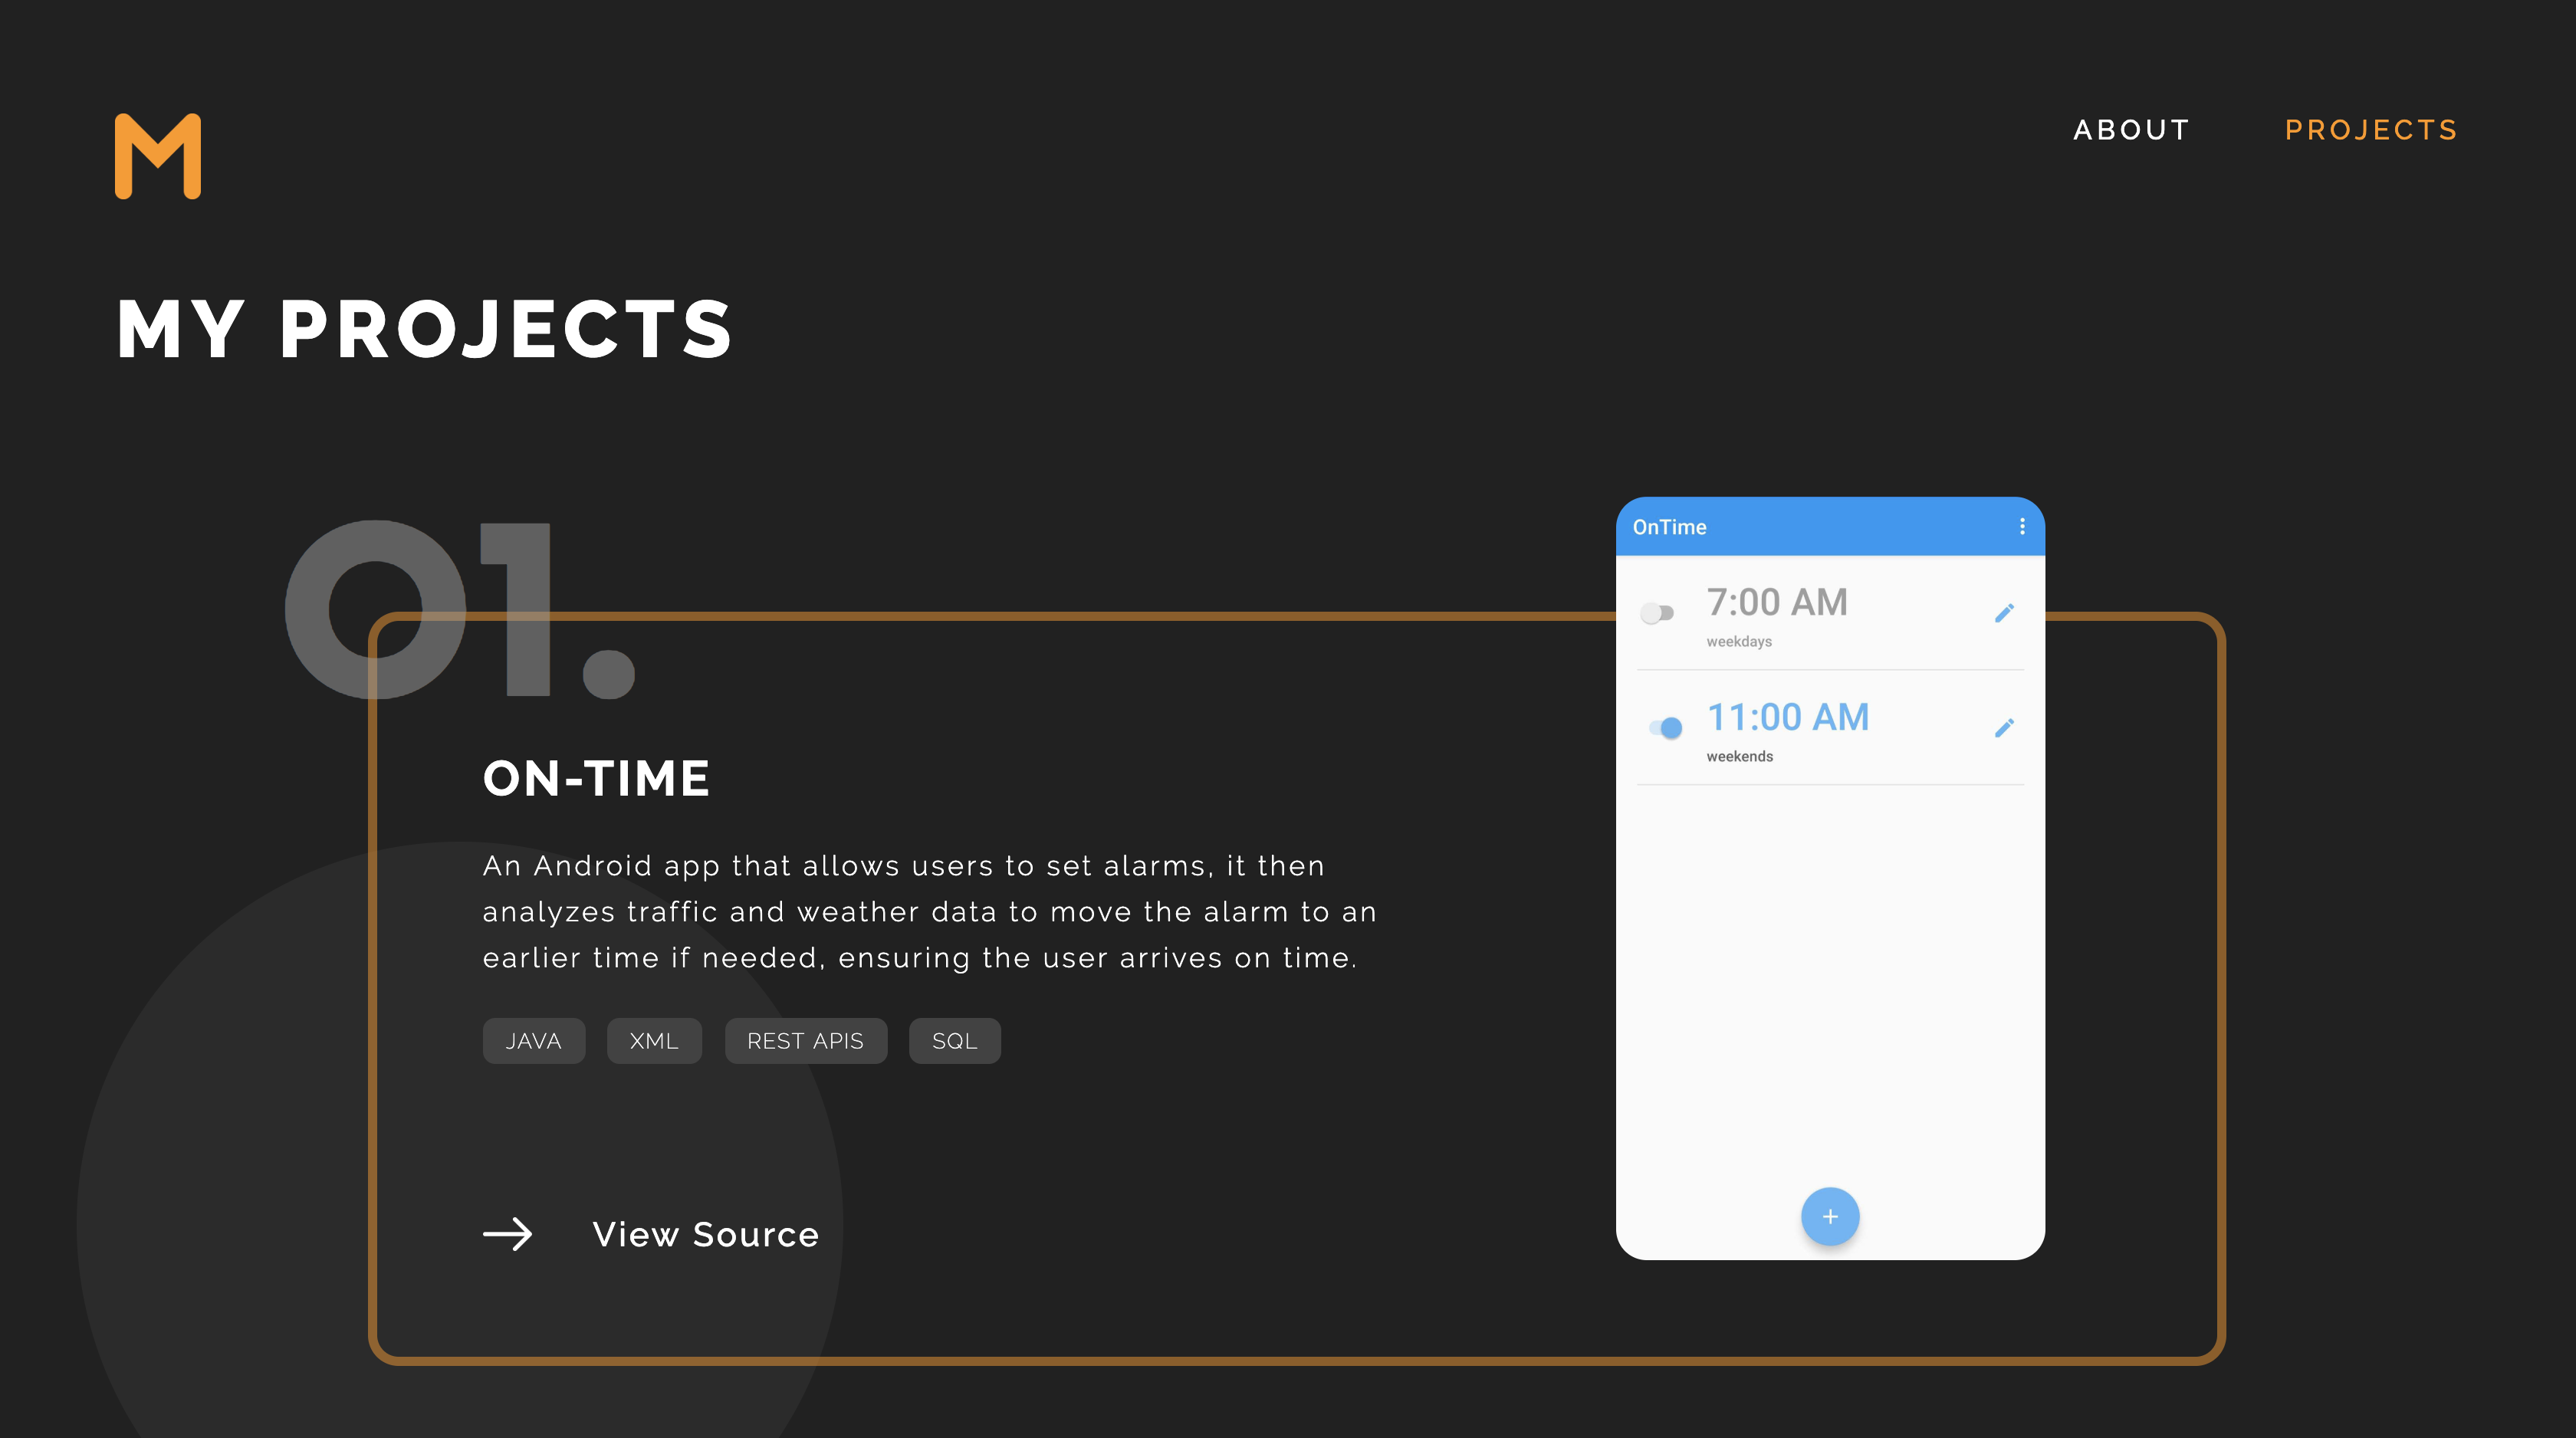 M
ABOUT
PROJECTS
MY PROJECTS
01.
ON-TIME
An Android app that allows users to set alarms, it then
analyzes traffic and weather data to move the alarm to an
earlier time if needed, ensuring the user arrives on time.
JAVA
XML
REST APIS
SQL
View Source
OnTime
7:00 AM
weekdays
11:00 AM
weekends
+